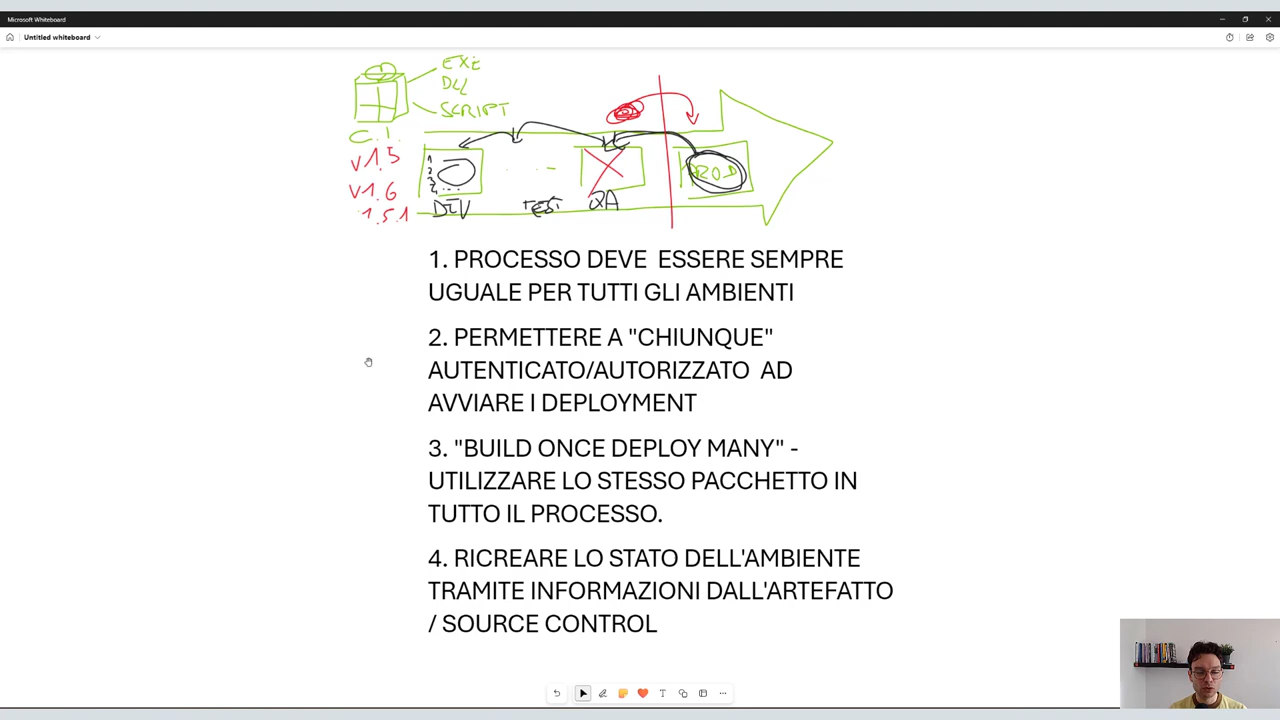 Microsoft Whiteboard
Untitled whiteboard
EXE
DLL
SCRIPT
C.I.
v1.5
v1.6
1.5.1
1
2
DEV
TEST
QA
PROD
1. PROCESSO DEVE ESSERE SEMPRE
UGUALE PER TUTTI GLI AMBIENTI
2. PERMETTERE A "CHIUNQUE"
AUTENTICATO/AUTORIZZATO AD
AVVIARE I DEPLOYMENT
3. "BUILD ONCE DEPLOY MANY" -
UTILIZZARE LO STESSO PACCHETTO IN
TUTTO IL PROCESSO.
4. RICREARE LO STATO DELL'AMBIENTE
TRAMITE INFORMAZIONI DALL'ARTEFATTO
/ SOURCE CONTROL